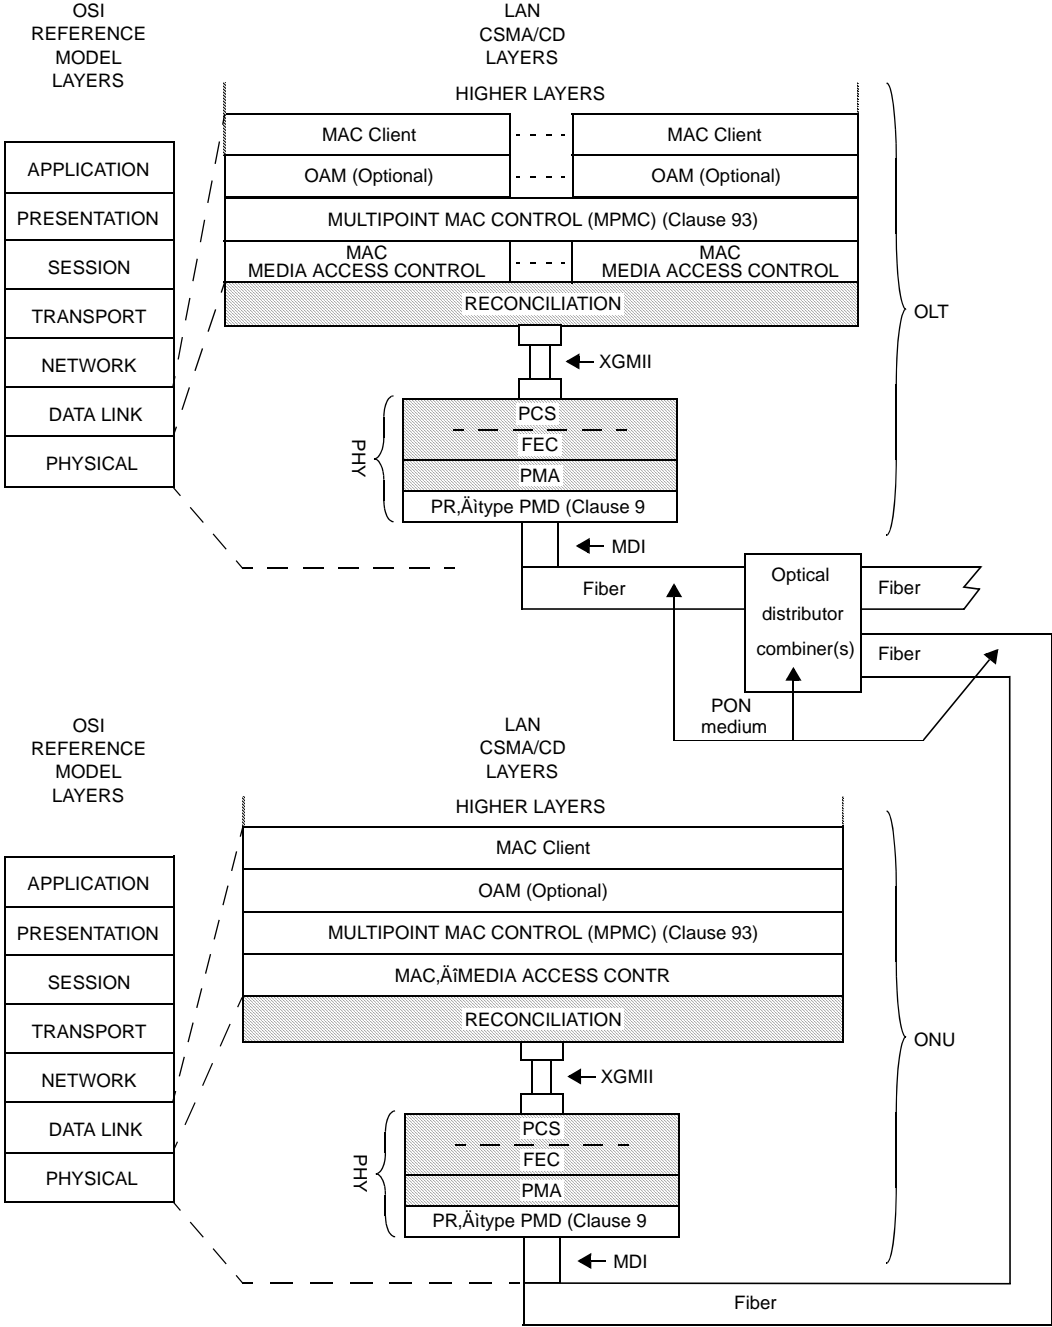 OSI
REFERENCE
MODEL
LAYERS
LAN
CSMA/CD
LAYERS
HIGHER LAYERS
MAC Client
MAC Client
OAM (Optional)
OAM (Optional)
MULTIPOINT MAC CONTROL (MPMC) (Clause 93)
MAC
MEDIA ACCESS CONTROL
MAC
MEDIA ACCESS CONTROL
RECONCILIATION
APPLICATION
PRESENTATION
SESSION
TRANSPORT
NETWORK
DATA LINK
PHYSICAL
OLT
XGMII
PHY
PCS
FEC
PMA
PR‚Äìtype PMD (Clause 9
MDI
Fiber
Optical
distributor
combiner(s)
Fiber
Fiber
PON
medium
OSI
REFERENCE
MODEL
LAYERS
LAN
CSMA/CD
LAYERS
HIGHER LAYERS
MAC Client
OAM (Optional)
MULTIPOINT MAC CONTROL (MPMC) (Clause 93)
MAC‚ÄîMEDIA ACCESS CONTR
RECONCILIATION
APPLICATION
PRESENTATION
SESSION
TRANSPORT
NETWORK
DATA LINK
PHYSICAL
ONU
XGMII
PHY
PCS
FEC
PMA
PR‚Äìtype PMD (Clause 9
MDI
Fiber